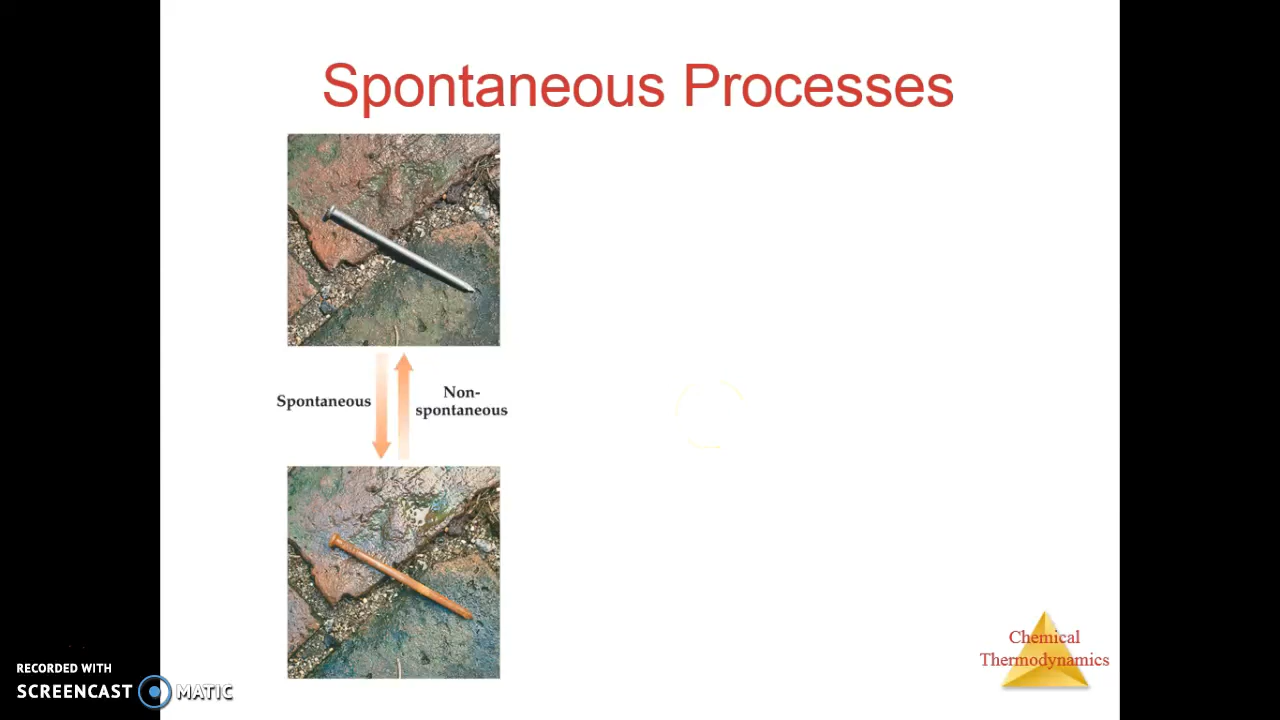 Spontaneous Processes
Spontaneous
Non-
spontaneous
Chemical
Thermodynamics
RECORDED WITH
SCREENCAST MATIC